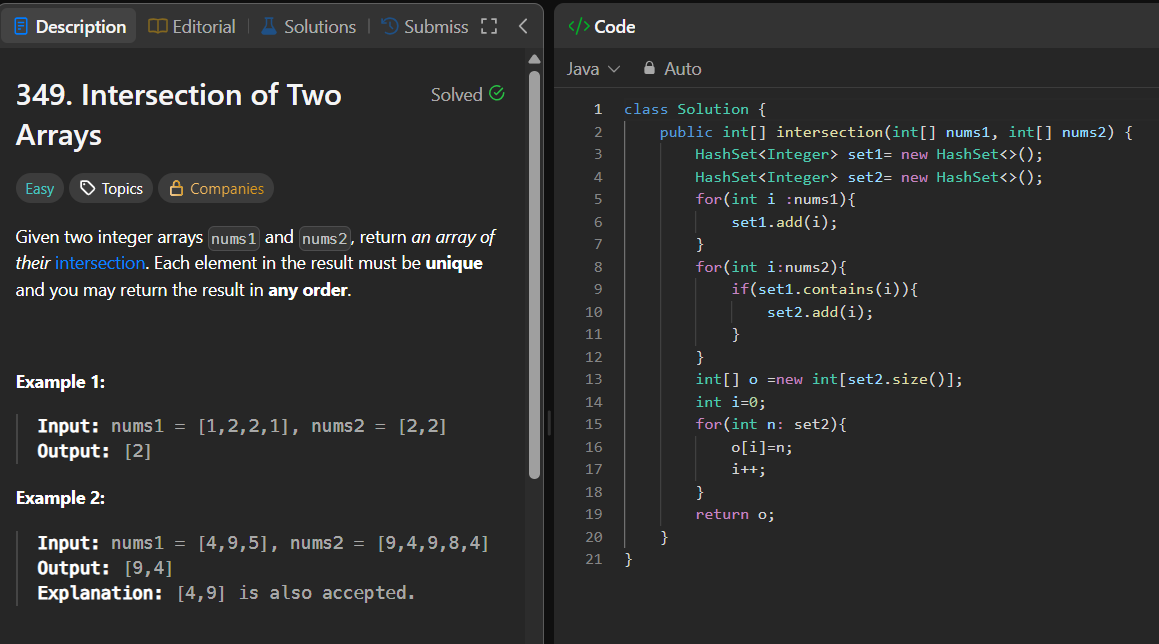 Description
Editorial
Solutions
Submiss
349. Intersection of Two
Arrays
Solved
Easy
Topics
Companies
Given two integer arrays nums1 and nums2, return an array of
their intersection. Each element in the result must be unique
and you may return the result in any order.
Example 1:
Input: nums1 = [1,2,2,1], nums2 = [2,2]
Output: [2]
Example 2:
Input: nums1 = [4,9,5], nums2 = [9,4,9,8,4]
Output: [9,4]
Explanation: [4,9] is also accepted.
</> Code
Java
Auto
1 class Solution {
2     public int[] intersection(int[] nums1, int[] nums2) {
3         HashSet<Integer> set1= new HashSet<>();
4         HashSet<Integer> set2= new HashSet<>();
5         for(int i :nums1){
6             set1.add(i);
7         }
8         for(int i:nums2){
9             if(set1.contains(i)){
10                 set2.add(i);
11             }
12         }
13         int[] o =new int[set2.size()];
14         int i=0;
15         for(int n: set2){
16             o[i]=n;
17             i++;
18         }
19         return o;
20     }
21 }